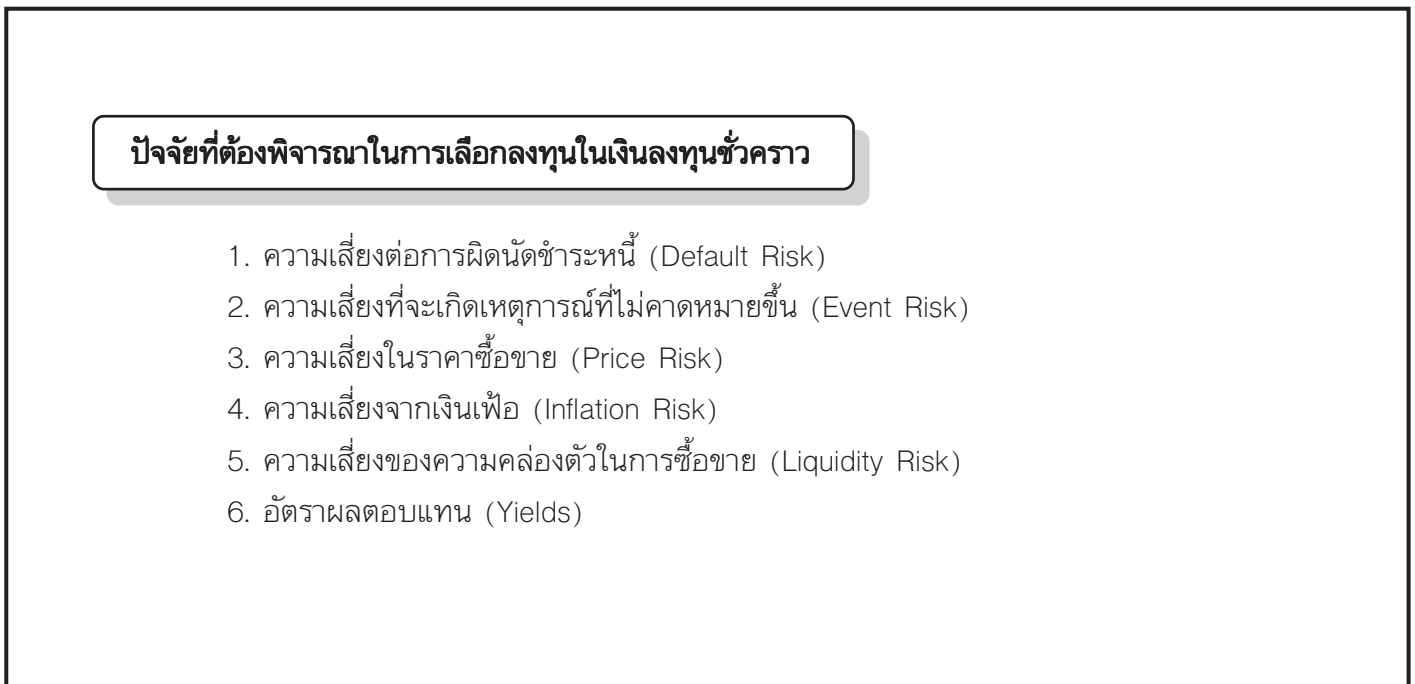 ปัจจัยที่ต้องพิจารณาในการเลือกลงทุนในเงินลงทุนชั่วคราว
1. ความเสี่ยงต่อการผิดนัดชำระหนี้ (Default Risk)
2. ความเสี่ยงที่จะเกิดเหตุการณ์ที่ไม่คาดหมายขึ้น (Event Risk)
3. ความเสี่ยงในราคาซื้อขาย (Price Risk)
4. ความเสี่ยงจากเงินเฟ้อ (Inflation Risk)
5. ความเสี่ยงของความคล่องตัวในการซื้อขาย (Liquidity Risk)
6. อัตราผลตอบแทน (Yields)